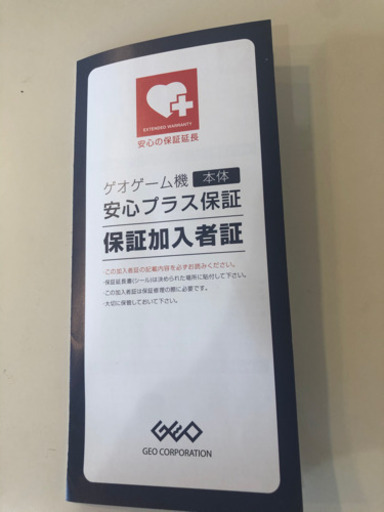 EXTENDED WARRANTY
安心の保証延長
ゲオゲーム機 本体
安心プラス保証
保証加入者証
・この加入者証の記載内容を必ずお読みください。
・保証延長書(シール)は決められた場所に貼付して下さい。
・この加入者証は保証修理の際に必要です。
大切に保管しておいて下さい。
GEO
GEO CORPORATION